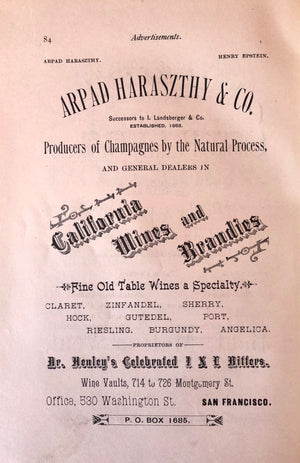 84 Advertisements.
ARPAD HARASZTHY. HENRY EPSTEIN.
ARPAD HARASZTHY & CO.
Successors to I. Landsberger & Co.
ESTABLISHED, 1862.
Producers of Champagnes by the Natural Process,
AND GENERAL DEALERS IN
California Wines and Brandies
Fine Old Table Wines a Specialty.
CLARET, ZINFANDEL, SHERRY,
HOCK, GUTEDEL, PORT,
RIESLING, BURGUNDY, ANGELICA.
PROPRIETORS OF
Dr. Henley's Celebrated I X L Bitters.
Wine Vaults, 714 to 726 Montgomery St.
Office, 530 Washington St. SAN FRANCISCO.
P. O. BOX 1685.